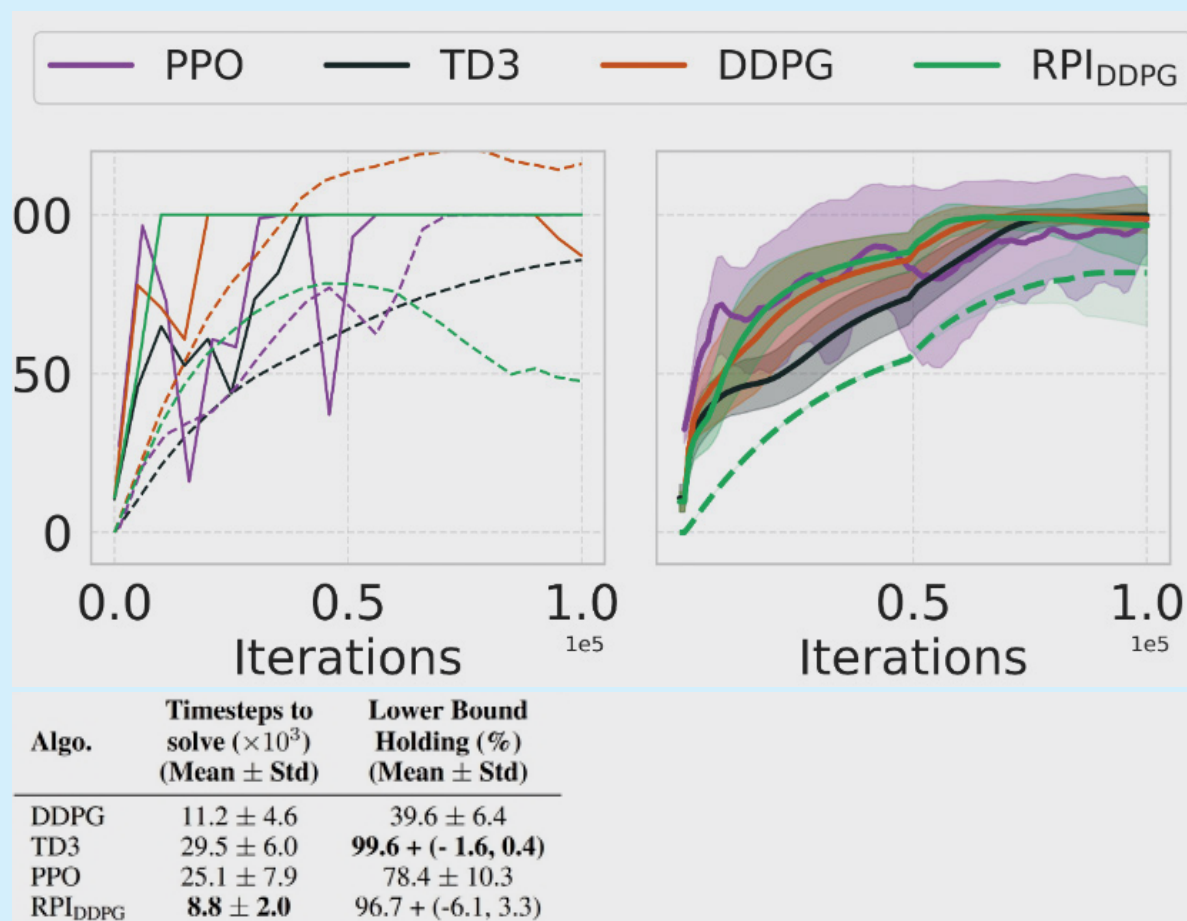 PPO TD3 DDPG RPI_DDPG
00
50
0
0.0 0.5 1.0
1e5
Iterations
0.5 1.0
1e5
Iterations
Algo. Timesteps to solve (×10³) (Mean ± Std) Lower Bound Holding (%) (Mean ± Std)
DDPG 11.2 ± 4.6 39.6 ± 6.4
TD3 29.5 ± 6.0 99.6 + (- 1.6, 0.4)
PPO 25.1 ± 7.9 78.4 ± 10.3
RPI_DDPG 8.8 ± 2.0 96.7 + (-6.1, 3.3)